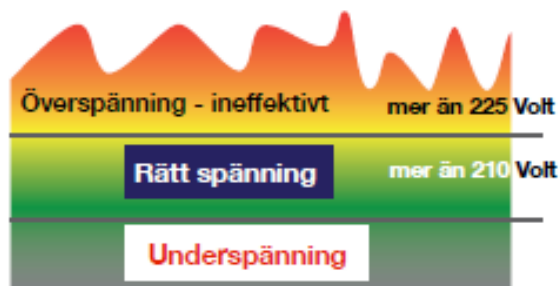 Överspänning - ineffektivt mer än 225 Volt
Rätt spänning mer än 210 Volt
Underspänning